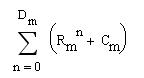 D_m
∑ (R_m^n + C_m)
n = 0